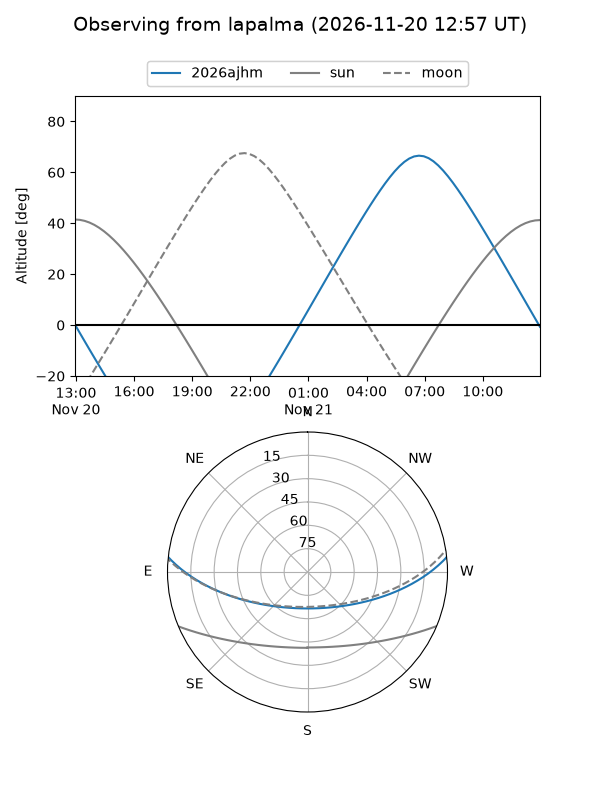 Observing from lapalma (2026-11-20 12:57 UT)
2026ajhm sun moon
Altitude [deg]
80
60
40
20
0
−20
13:00 16:00 19:00 22:00 01:00 04:00 07:00 10:00
Nov 20 Nov 21
N
NE NW
15
30
45
60
75
E W
SE SW
S